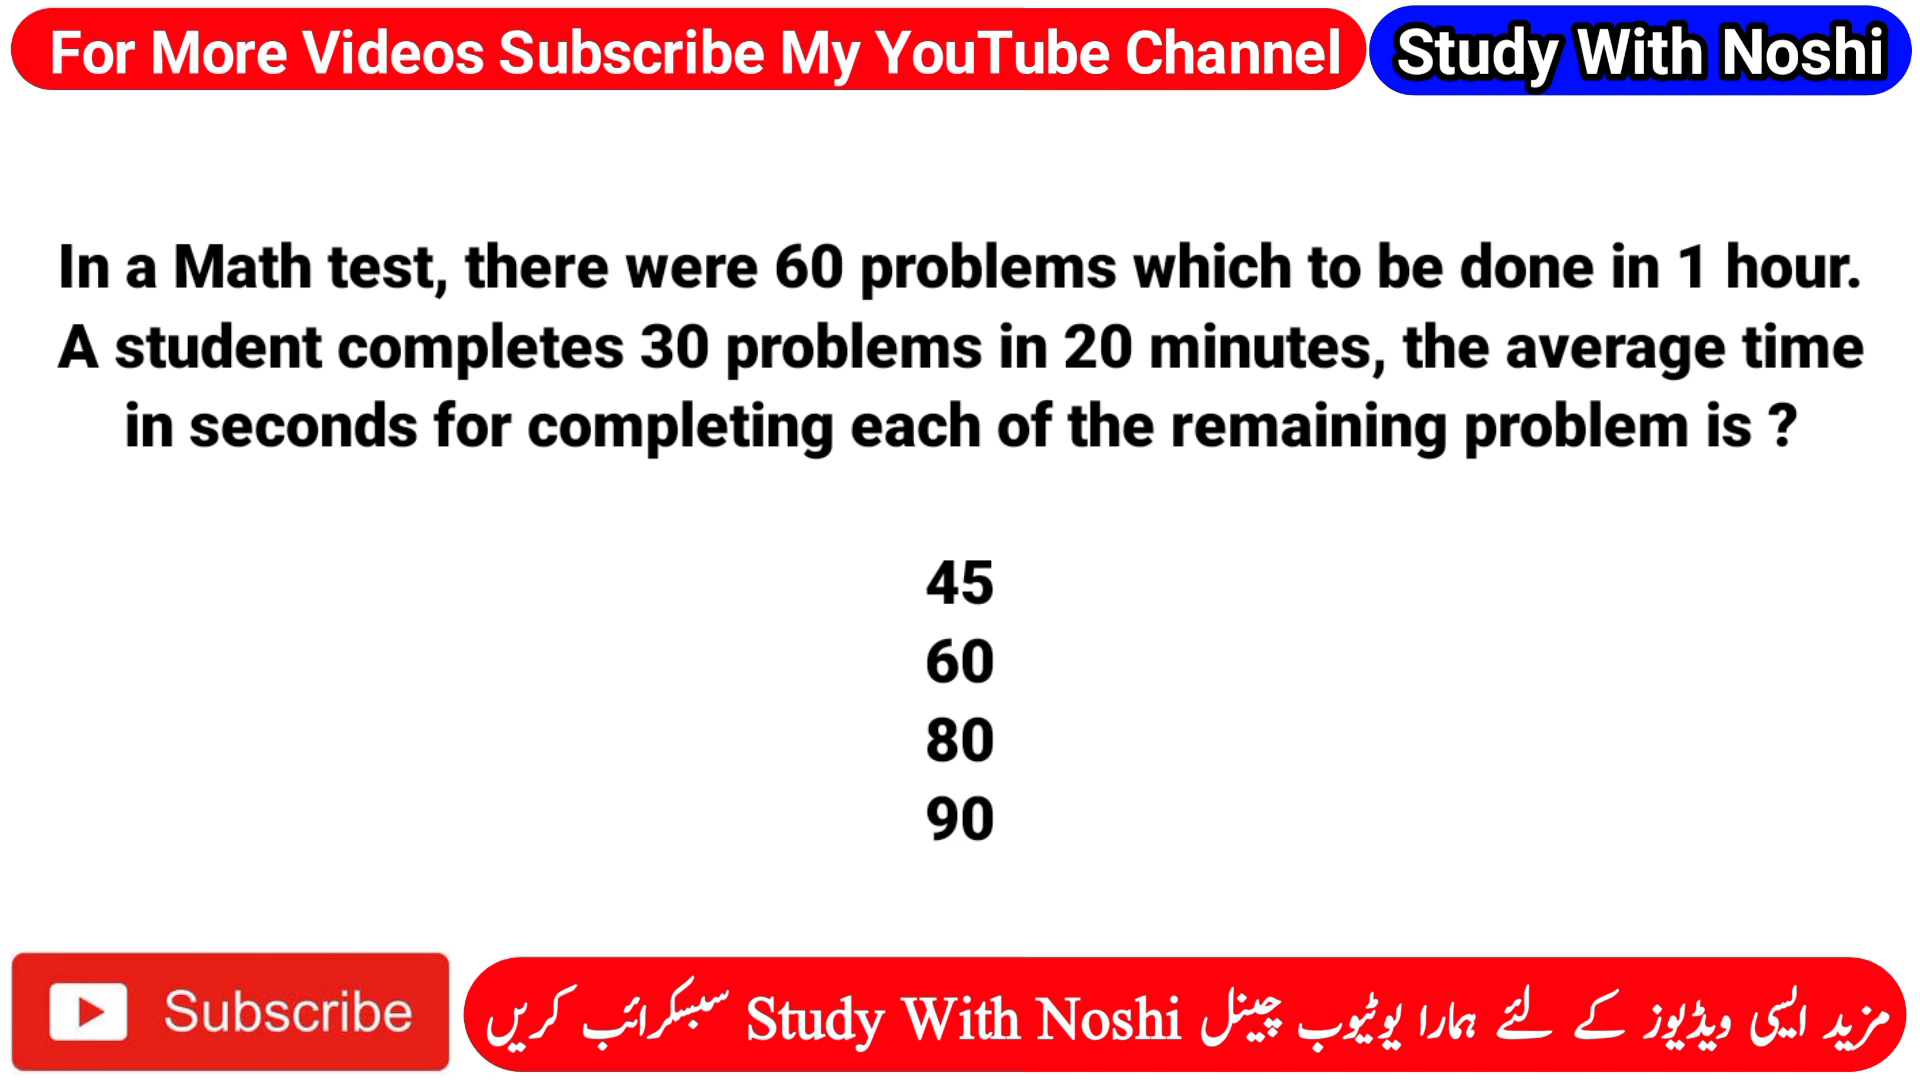 For More Videos Subscribe My YouTube Channel
Study With Noshi
In a Math test, there were 60 problems which to be done in 1 hour.
A student completes 30 problems in 20 minutes, the average time
in seconds for completing each of the remaining problem is ?
45
60
80
90
Subscribe
مزید ایسی ویڈیوز کے لئے ہمارا یوٹیوب چینل Study With Noshi سبسکرائب کریں